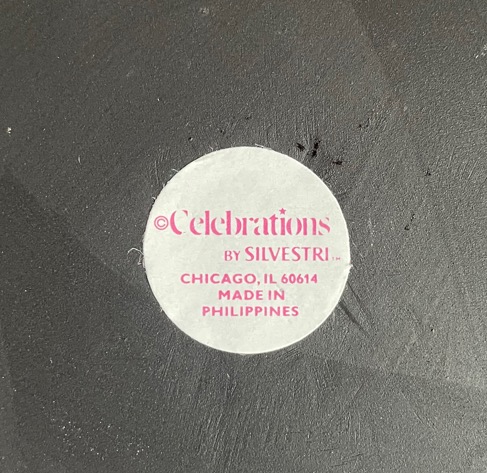 ©Celebrations
BY SILVESTRI™
CHICAGO, IL 60614
MADE IN
PHILIPPINES